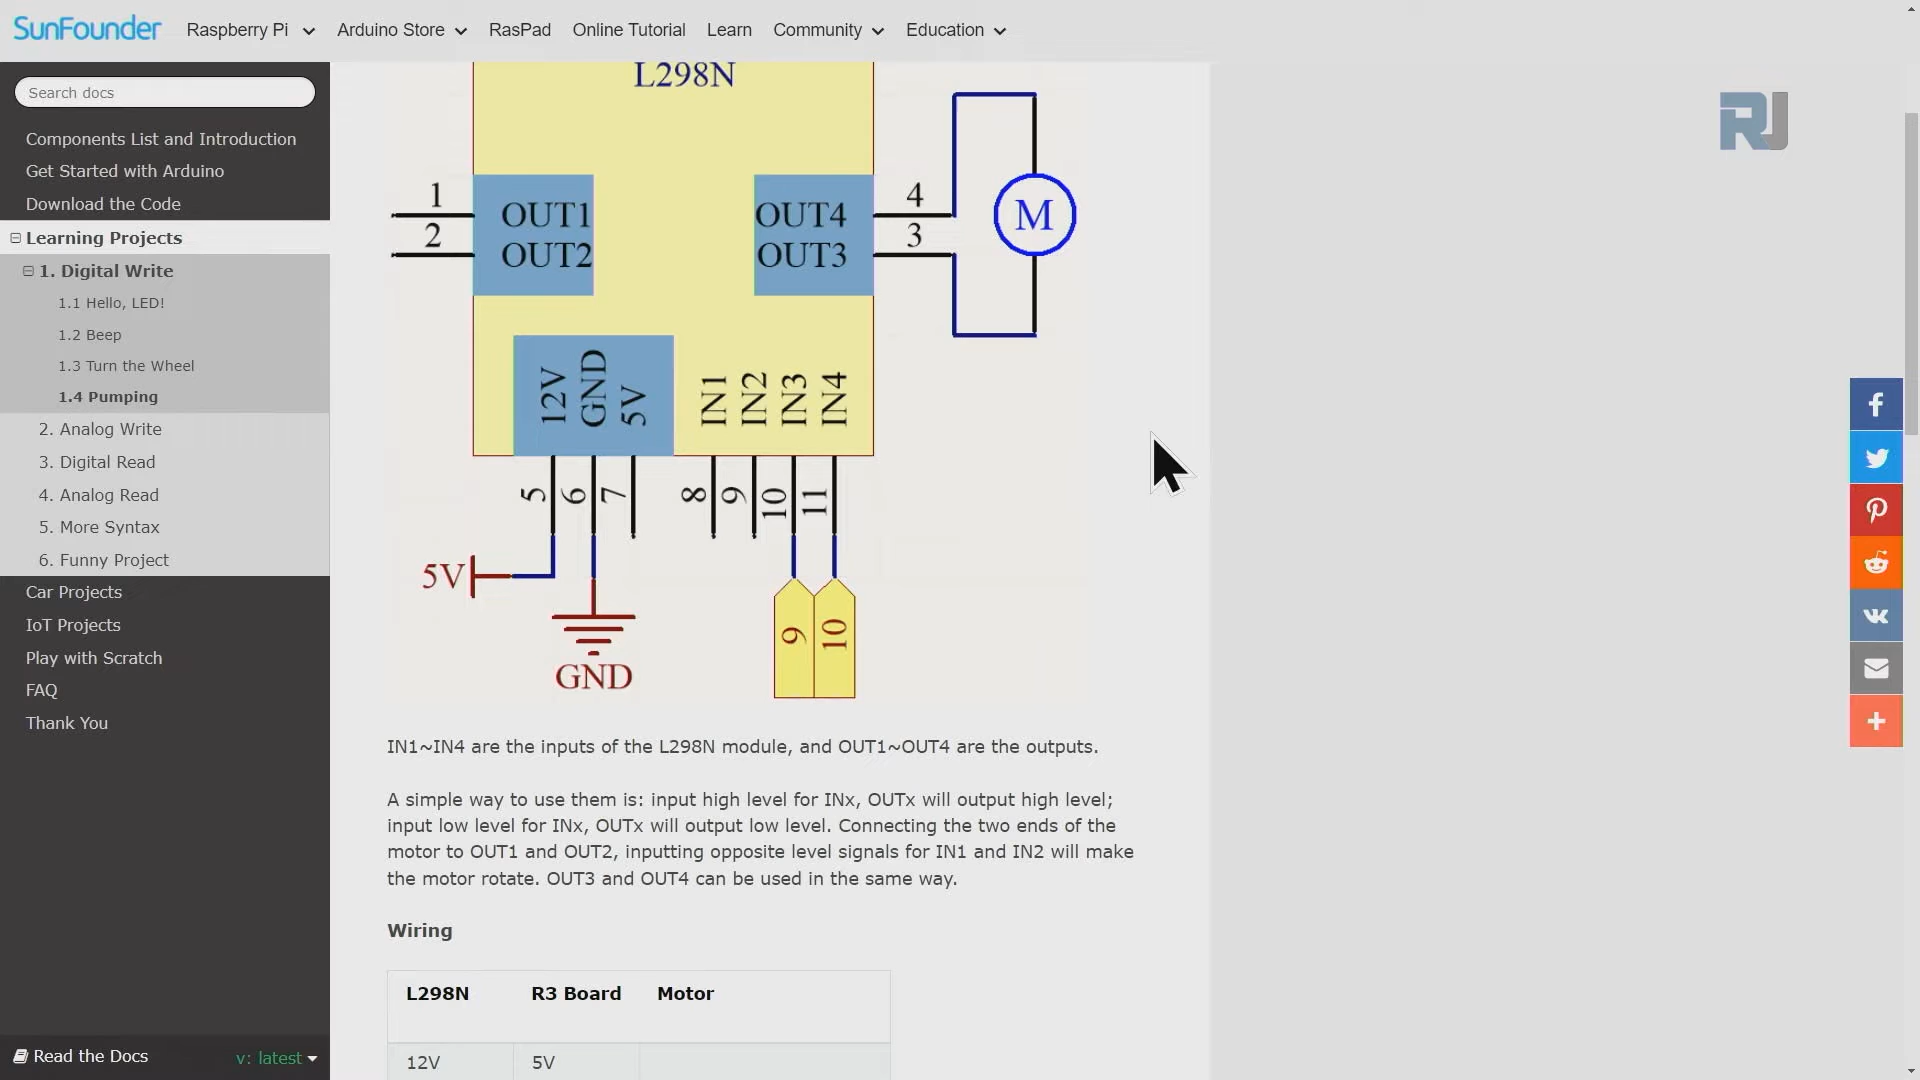 SunFounder
Raspberry Pi
Arduino Store
RasPad
Online Tutorial
Learn
Community
Education
Search docs
Components List and Introduction
Get Started with Arduino
Download the Code
Learning Projects
1. Digital Write
1.1 Hello, LED!
1.2 Beep
1.3 Turn the Wheel
1.4 Pumping
2. Analog Write
3. Digital Read
4. Analog Read
5. More Syntax
6. Funny Project
Car Projects
IoT Projects
Play with Scratch
FAQ
Thank You
Read the Docs
v: latest
L298N
1
2
OUT1
OUT2
OUT4
OUT3
4
3
M
12V
GND
5V
IN1
IN2
IN3
IN4
5
6
7
8
9
10
11
5V
GND
9
10
IN1~IN4 are the inputs of the L298N module, and OUT1~OUT4 are the outputs.
A simple way to use them is: input high level for INx, OUTx will output high level;
input low level for INx, OUTx will output low level. Connecting the two ends of the
motor to OUT1 and OUT2, inputting opposite level signals for IN1 and IN2 will make
the motor rotate. OUT3 and OUT4 can be used in the same way.
Wiring
L298N R3 Board Motor
12V 5V
RJ